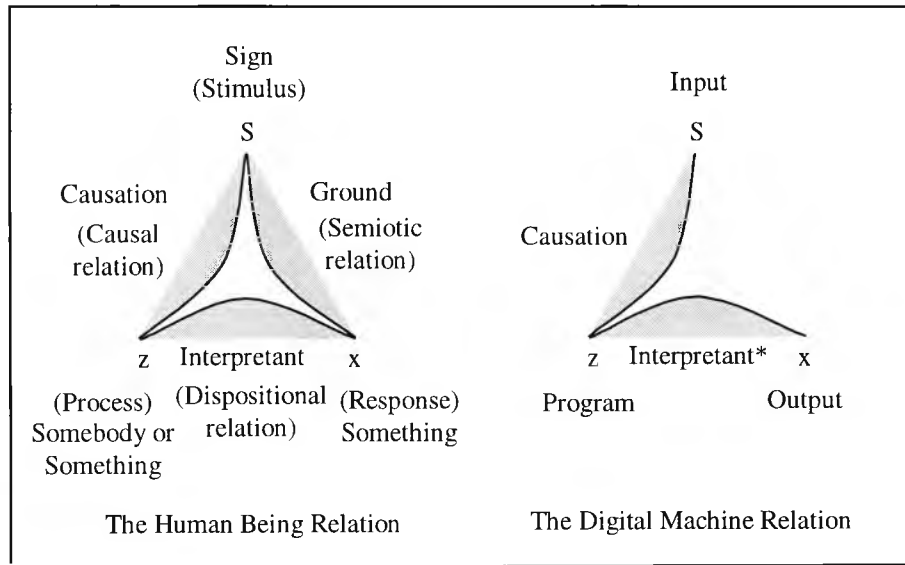 Sign
(Stimulus)
S
Causation
(Causal
relation)
Ground
(Semiotic
relation)
z
Interpretant
x
(Process)
Somebody or
Something
(Dispositional
relation)
(Response)
Something
The Human Being Relation
Input
S
Causation
z
Interpretant*
x
Program
Output
The Digital Machine Relation